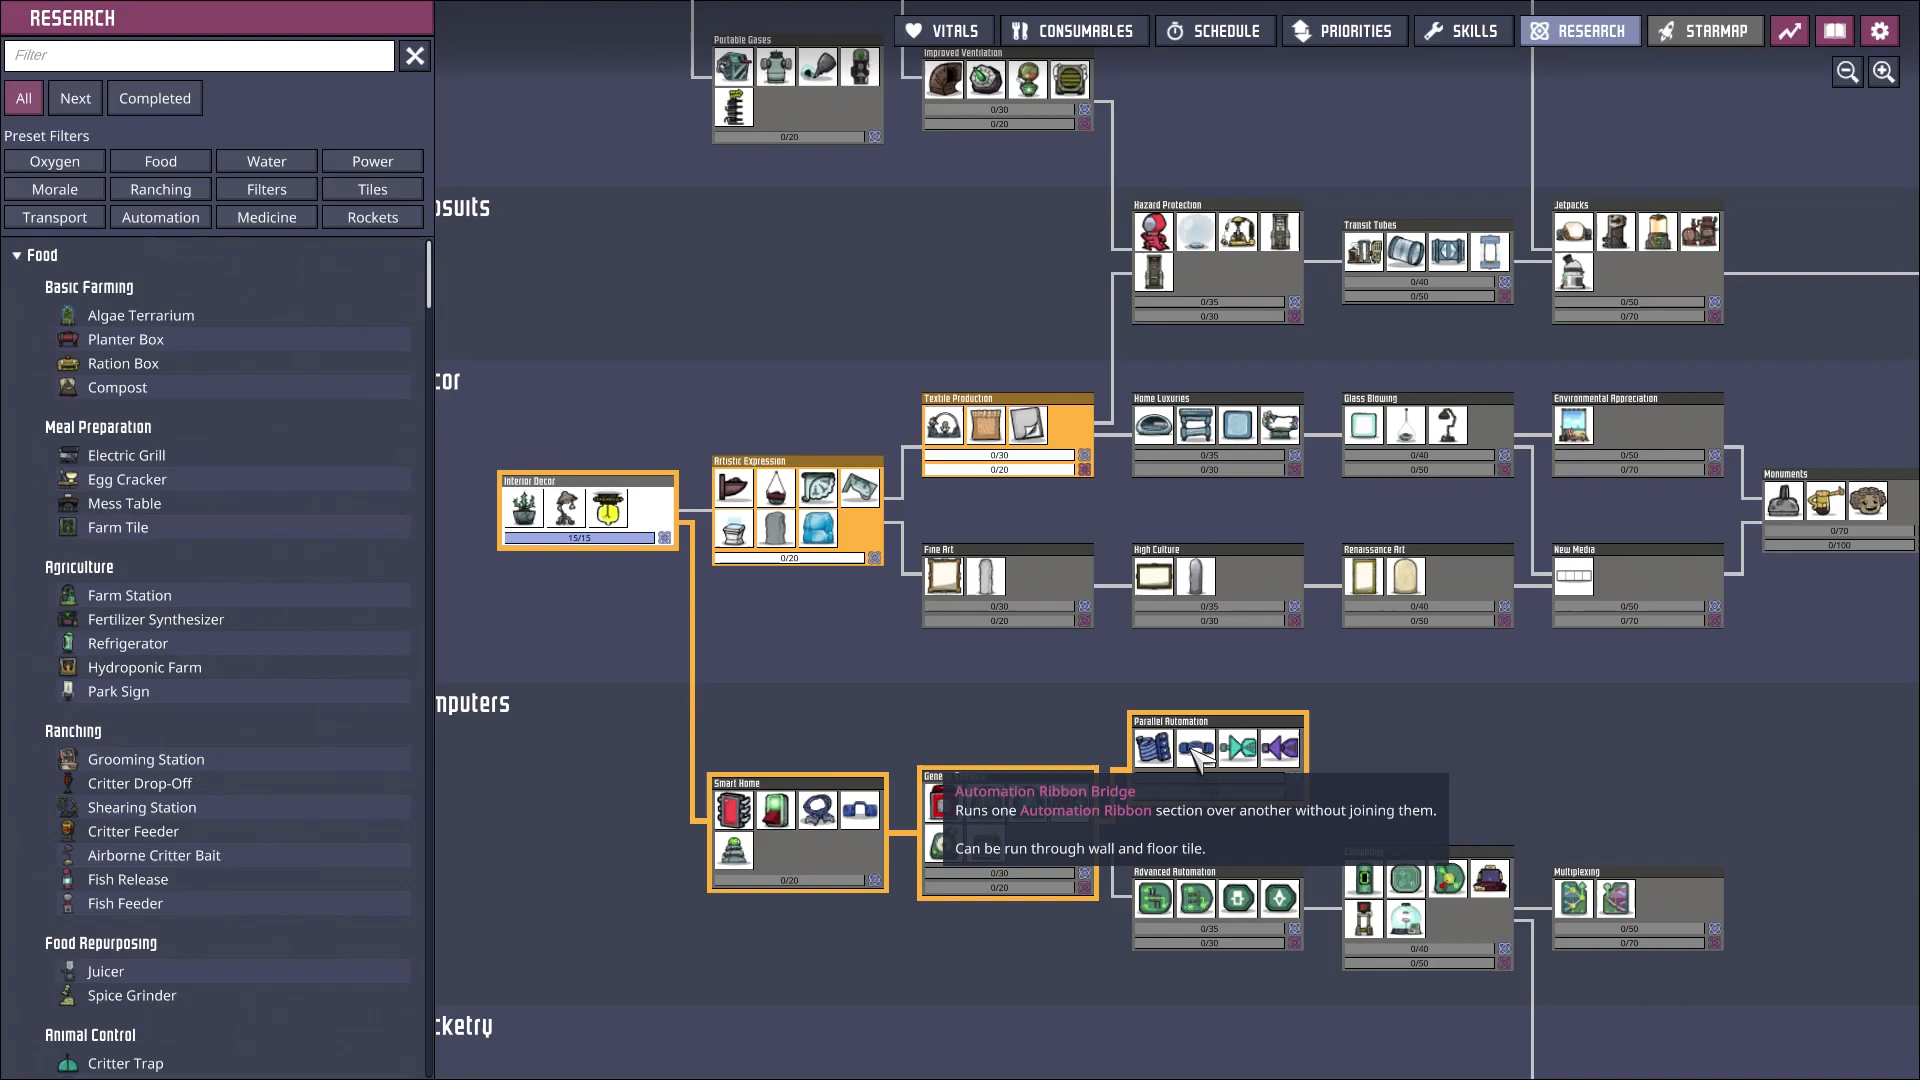 RESEARCH
Filter
All
Next
Completed
Preset Filters
Oxygen
Food
Water
Power
Morale
Ranching
Filters
Tiles
Transport
Automation
Medicine
Rockets
Food
Basic Farming
Algae Terrarium
Planter Box
Ration Box
Compost
Meal Preparation
Electric Grill
Egg Cracker
Mess Table
Farm Tile
Agriculture
Farm Station
Fertilizer Synthesizer
Refrigerator
Hydroponic Farm
Park Sign
Ranching
Grooming Station
Critter Drop-Off
Shearing Station
Critter Feeder
Airborne Critter Bait
Fish Release
Fish Feeder
Food Repurposing
Juicer
Spice Grinder
Animal Control
Critter Trap
VITALS
CONSUMABLES
SCHEDULE
PRIORITIES
SKILLS
RESEARCH
STARMAP
Portable Gases
0/20
Improved Ventilation
0/30
0/20
osuits
Hazard Protection
0/35
0/30
Transit Tubes
0/40
0/50
Jetpacks
0/50
0/70
cor
Interior Decor
15/15
Artistic Expression
0/20
Textile Production
0/30
0/20
Home Luxuries
0/35
0/30
Glass Blowing
0/40
0/50
Environmental Appreciation
0/50
0/70
Monuments
0/70
0/100
Fine Art
0/30
0/20
High Culture
0/35
0/30
Renaissance Art
0/40
0/50
New Media
0/50
0/70
mputers
Smart Home
0/20
Gene
0/30
0/20
Parallel Automation
Automation Ribbon Bridge
Runs one Automation Ribbon section over another without joining them.
Can be run through wall and floor tile.
Advanced Automation
0/35
0/30
Computing
0/40
0/50
Multiplexing
0/50
0/70
cketry